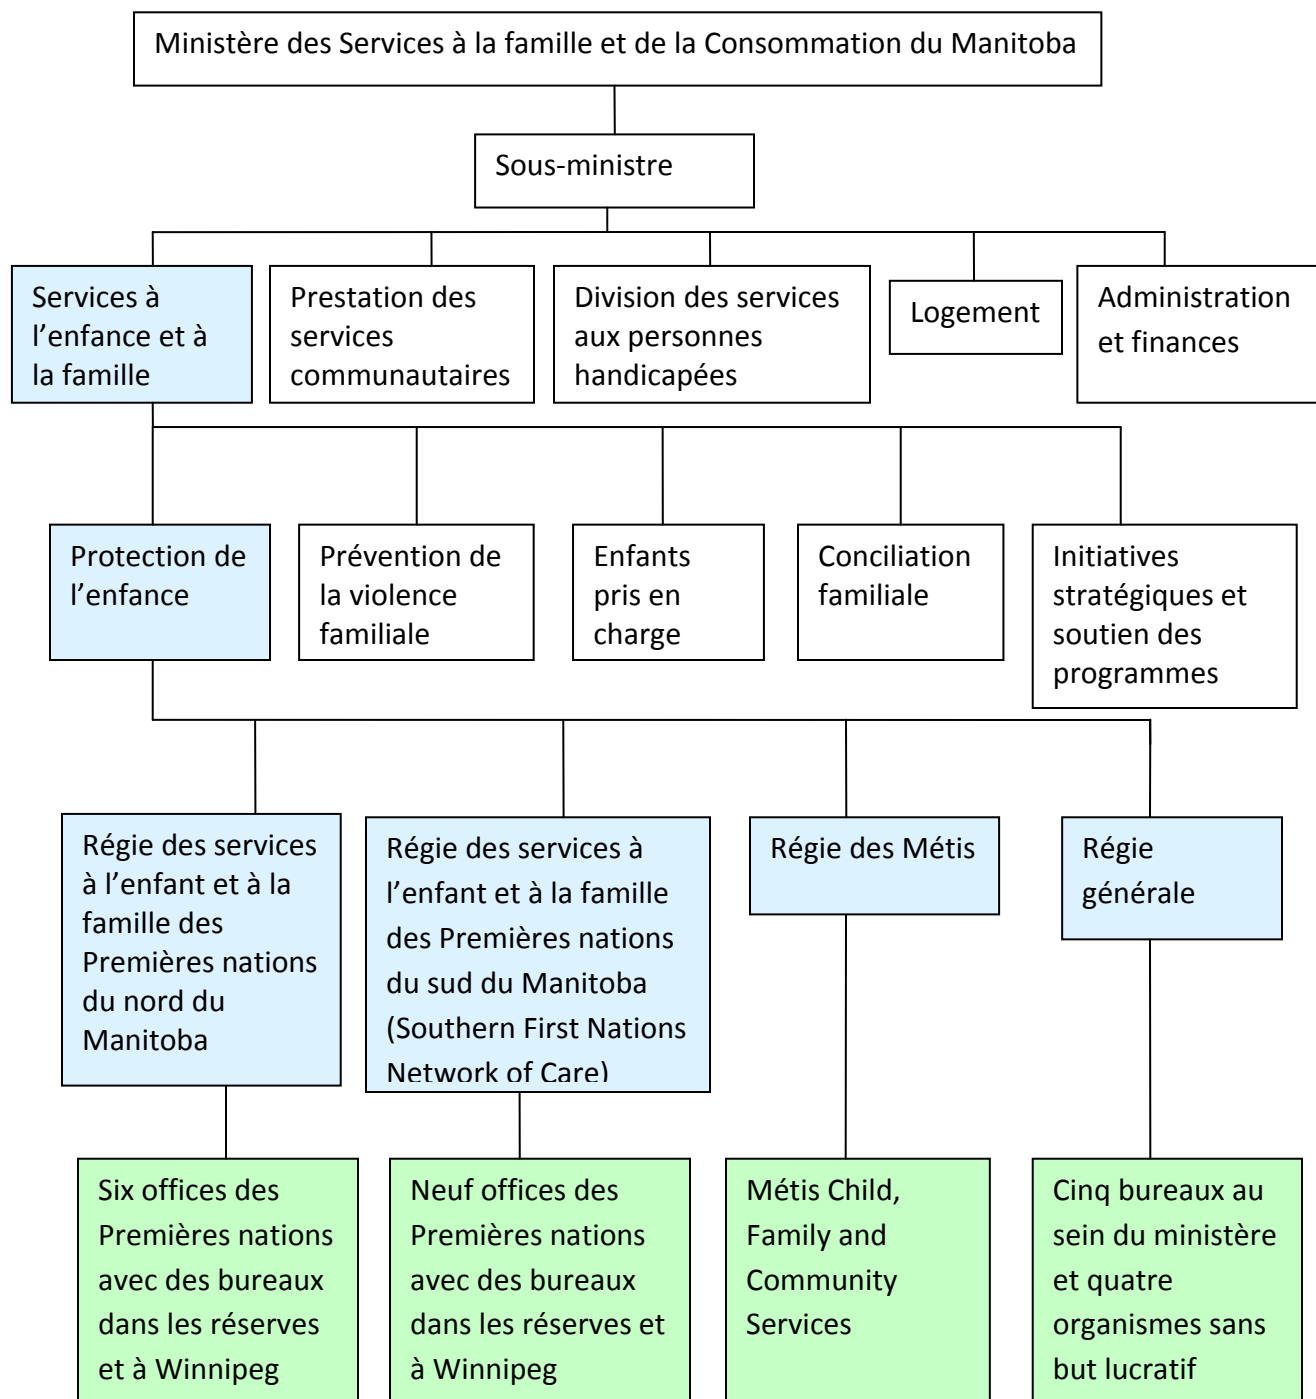 Ministère des Services à la famille et de la Consommation du Manitoba
Sous-ministre
Services à
l’enfance et à
la famille
Prestation des
services
communautaires
Division des services
aux personnes
handicapées
Logement
Administration
et finances
Protection de
l’enfance
Prévention de
la violence
familiale
Enfants
pris en
charge
Conciliation
familiale
Initiatives
stratégiques et
soutien des
programmes
Régie des services
à l’enfant et à la
famille des
Premières nations
du nord du
Manitoba
Régie des services à
l’enfant et à la famille
des Premières nations
du sud du Manitoba
(Southern First Nations
Network of Care)
Régie des Métis
Régie
générale
Six offices des
Premières nations
avec des bureaux
dans les réserves
et à Winnipeg
Neuf offices des
Premières nations
avec des bureaux
dans les réserves et
à Winnipeg
Métis Child,
Family and
Community
Services
Cinq bureaux au
sein du ministère
et quatre
organismes sans
but lucratif